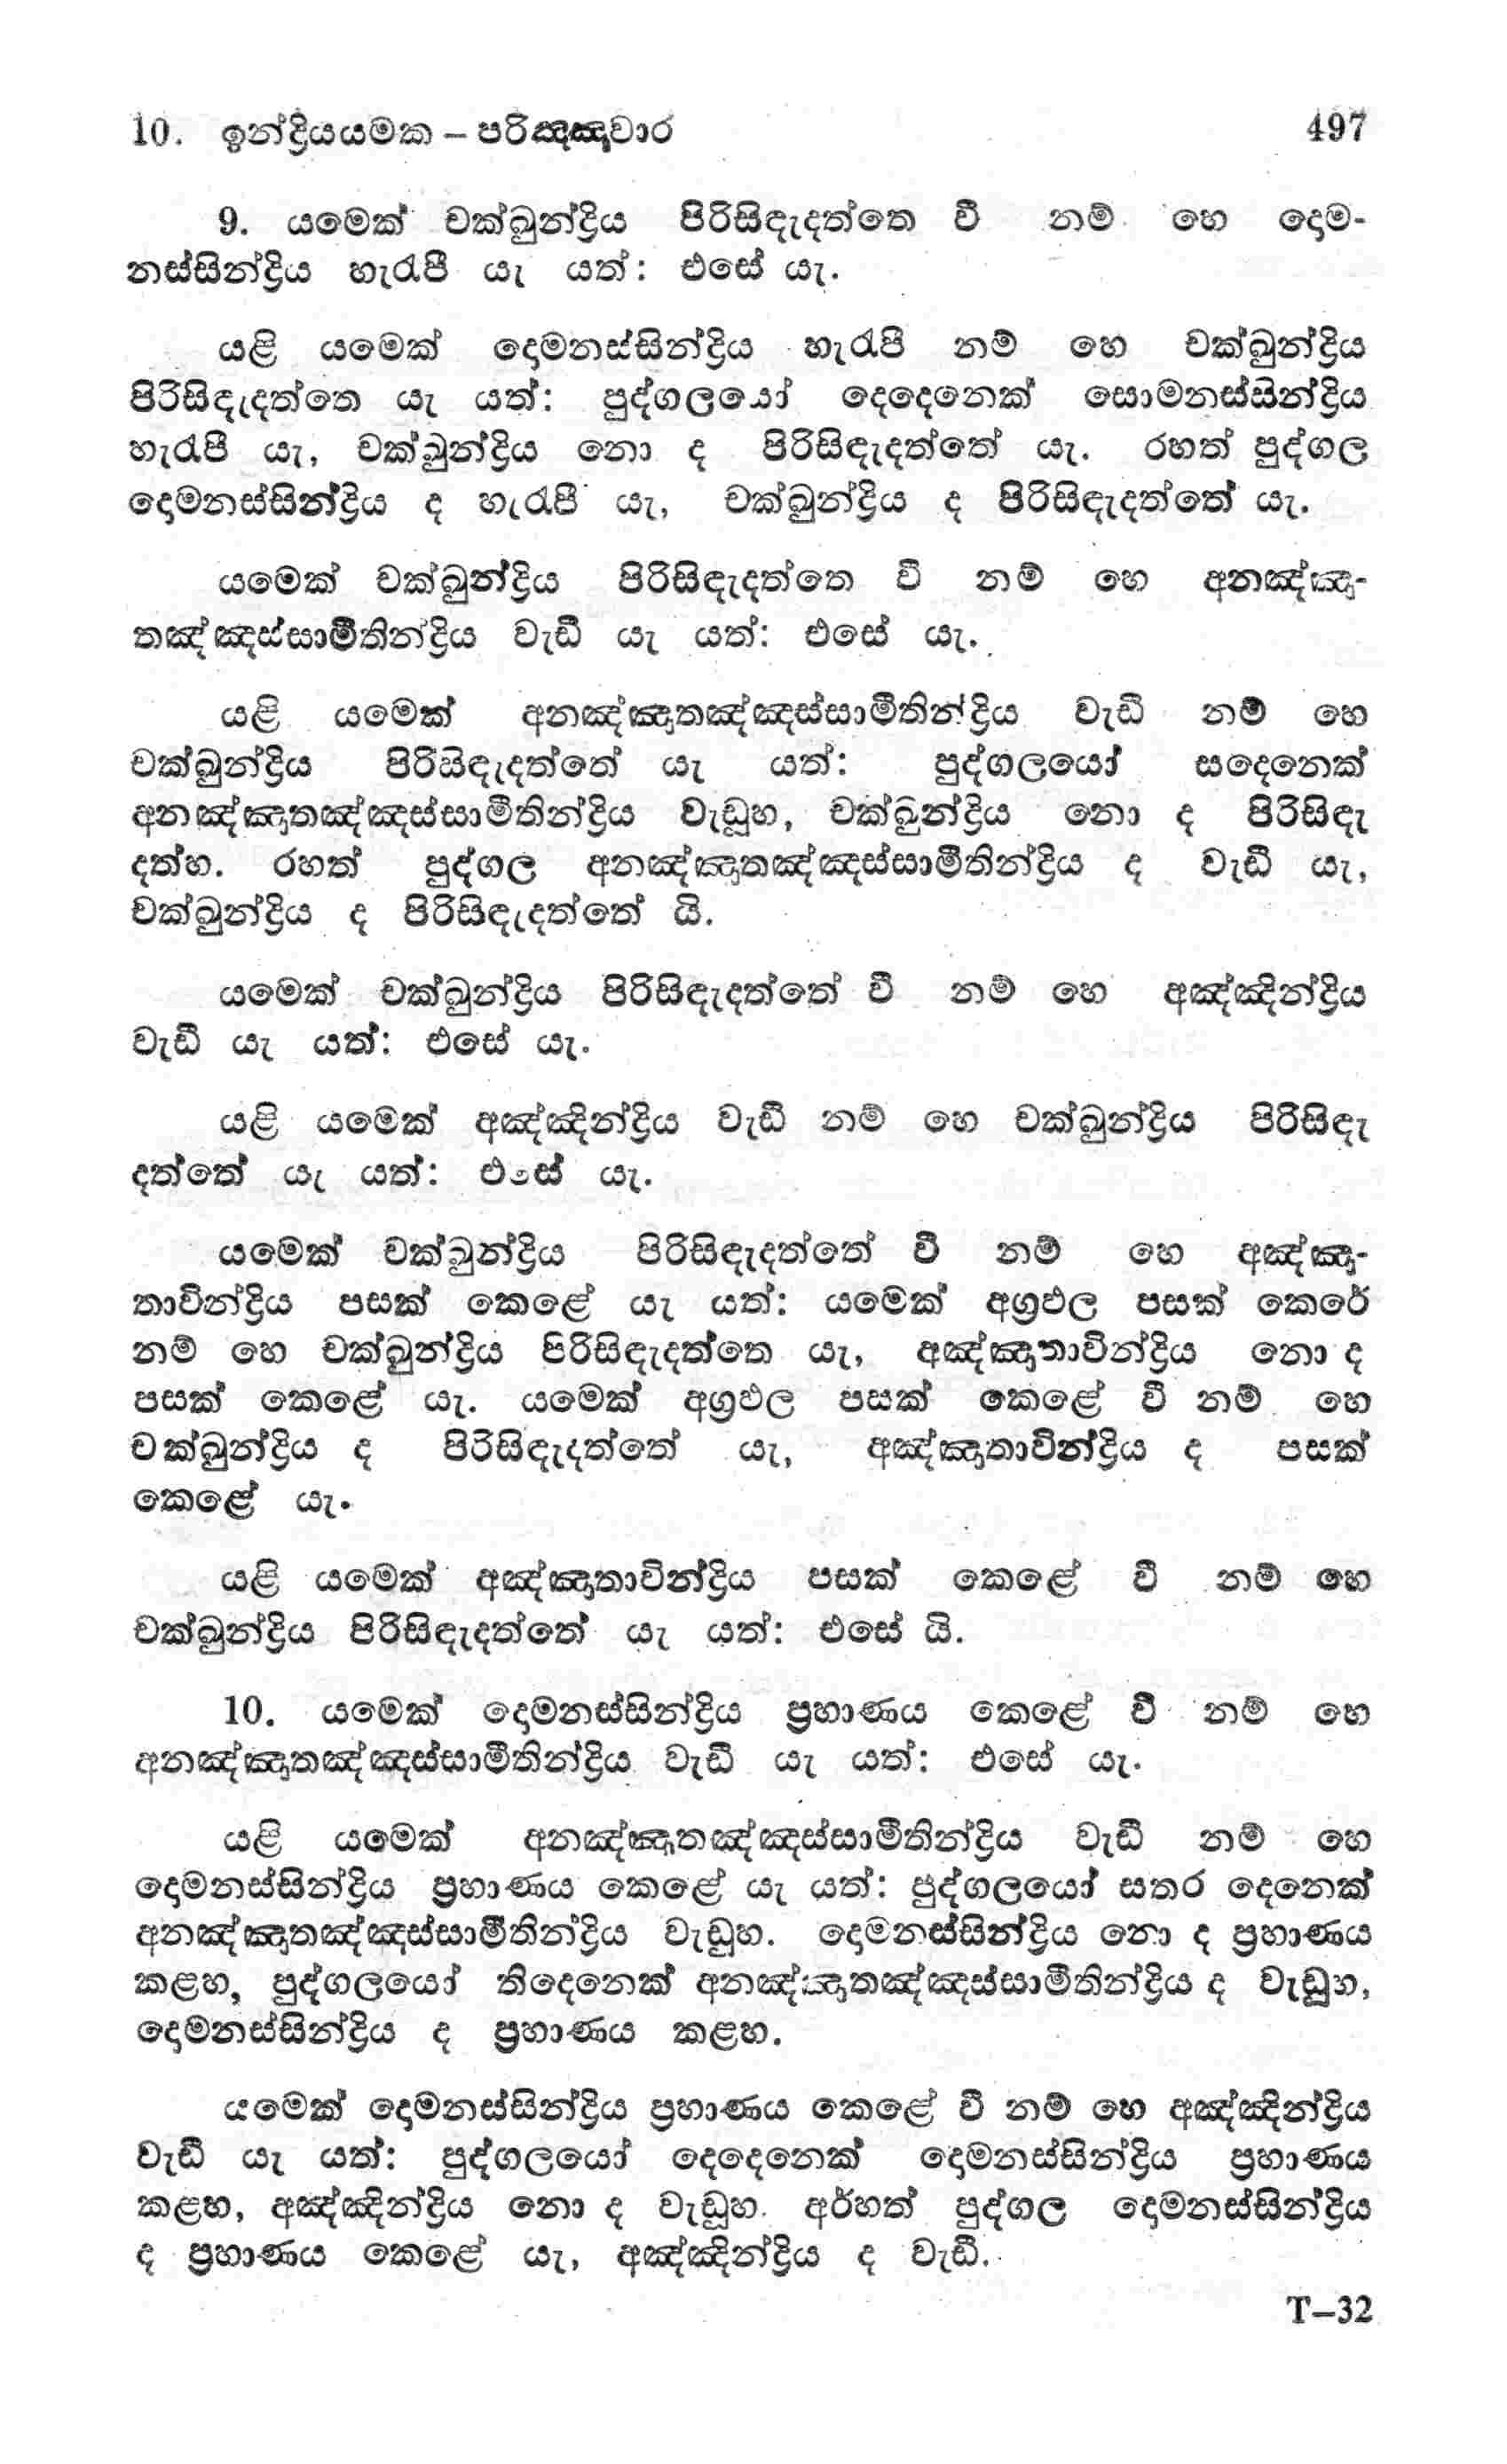 10. ඉන්ද්‍රියයමක – පරිඤ්ඤාවාර 497
9. යමෙක් චක්ඛුන්ද්‍රිය පිරිසිඳැදත්තෙ වී නම් හෙ දොම-
නස්සින්ද්‍රිය හැරැපී යැ යත්: එසේ යැ.
යළි යමෙක් දොමනස්සින්ද්‍රිය හැරැපී නම් හෙ චක්ඛුන්ද්‍රිය
පිරිසිඳැදත්තෙ යැ යත්: පුද්ගලයෝ දෙදෙනෙක් සොමනස්සින්ද්‍රිය
හැරැපී යැ, චක්ඛුන්ද්‍රිය නො ද පිරිසිඳැදත්තේ යැ. රහත් පුද්ගල
දොමනස්සින්ද්‍රිය ද හැරැපී යැ, චක්ඛුන්ද්‍රිය ද පිරිසිඳැදත්තේ යැ.
යමෙක් චක්ඛුන්ද්‍රිය පිරිසිඳැදත්තෙ වී නම් හෙ අනඤ්ඤා-
තඤ්ඤස්සාමීතින්ද්‍රිය වැඩී යැ යත්: එසේ යැ.
යළි යමෙක් අනඤ්ඤාතඤ්ඤස්සාමීතින්ද්‍රිය වැඩි නම් හෙ
චක්ඛුන්ද්‍රිය පිරිසිඳැදත්තේ යැ යත්: පුද්ගලයෝ සදෙනෙක්
අනඤ්ඤාතඤ්ඤස්සාමීතින්ද්‍රිය වැඩූහ, චක්ඛුන්ද්‍රිය නො ද පිරිසිඳැ
දත්හ. රහත් පුද්ගල අනඤ්ඤාතඤ්ඤස්සාමීතින්ද්‍රිය ද වැඩී යැ,
චක්ඛුන්ද්‍රිය ද පිරිසිඳැදත්තේ යි.
යමෙක් චක්ඛුන්ද්‍රිය පිරිසිඳැදත්තේ වී නම් හෙ අඤ්ඤින්ද්‍රිය
වැඩී යැ යත්: එසේ යැ.
යළි යමෙක් අඤ්ඤින්ද්‍රිය වැඩී නම් හෙ චක්ඛුන්ද්‍රිය පිරිසිඳැ
දත්තේ යැ යත්: එසේ යැ.
යමෙක් චක්ඛුන්ද්‍රිය පිරිසිඳැදත්තේ වී නම් හෙ අඤ්ඤා-
තාවින්ද්‍රිය පසක් කෙළේ යැ යත්: යමෙක් අග්‍රඵල පසක් කෙරේ
නම් හෙ චක්ඛුන්ද්‍රිය පිරිසිඳැදත්තෙ යැ, අඤ්ඤාතාවින්ද්‍රිය නො ද
පසක් කෙළේ යැ. යමෙක් අග්‍රඵල පසක් කෙළේ වී නම් හෙ
චක්ඛුන්ද්‍රිය ද පිරිසිඳැදත්තේ යැ, අඤ්ඤාතාවින්ද්‍රිය ද පසක්
කෙළේ යැ.
යළි යමෙක් අඤ්ඤාතාවින්ද්‍රිය පසක් කෙළේ වී නම් හෙ
චක්ඛුන්ද්‍රිය පිරිසිඳැදත්තේ යැ යත්: එසේ යි.
10. යමෙක් දොමනස්සින්ද්‍රිය ප්‍රහාණය කෙළේ වී නම් හෙ
අනඤ්ඤාතඤ්ඤස්සාමීතින්ද්‍රිය වැඩී යැ යත්: එසේ යැ.
යළි යමෙක් අනඤ්ඤාතඤ්ඤස්සාමීතින්ද්‍රිය වැඩී නම් හෙ
දොමනස්සින්ද්‍රිය ප්‍රහාණය කෙළේ යැ යත්: පුද්ගලයෝ සතර දෙනෙක්
අනඤ්ඤාතඤ්ඤස්සාමීතින්ද්‍රිය වැඩූහ. දොමනස්සින්ද්‍රිය නො ද ප්‍රහාණය
කළහ, පුද්ගලයෝ තිදෙනෙක් අනඤ්ඤාතඤ්ඤස්සාමීතින්ද්‍රිය ද වැඩූහ,
දොමනස්සින්ද්‍රිය ද ප්‍රහාණය කළහ.
යමෙක් දොමනස්සින්ද්‍රිය ප්‍රහාණය කෙළේ වී නම් හෙ අඤ්ඤින්ද්‍රිය
වැඩී යැ යත්: පුද්ගලයෝ දෙදෙනෙක් දොමනස්සින්ද්‍රිය ප්‍රහාණය
කළහ, අඤ්ඤින්ද්‍රිය නො ද වැඩූහ. අර්හත් පුද්ගල දොමනස්සින්ද්‍රිය
ද ප්‍රහාණය කෙළේ යැ, අඤ්ඤින්ද්‍රිය ද වැඩී.
T–32